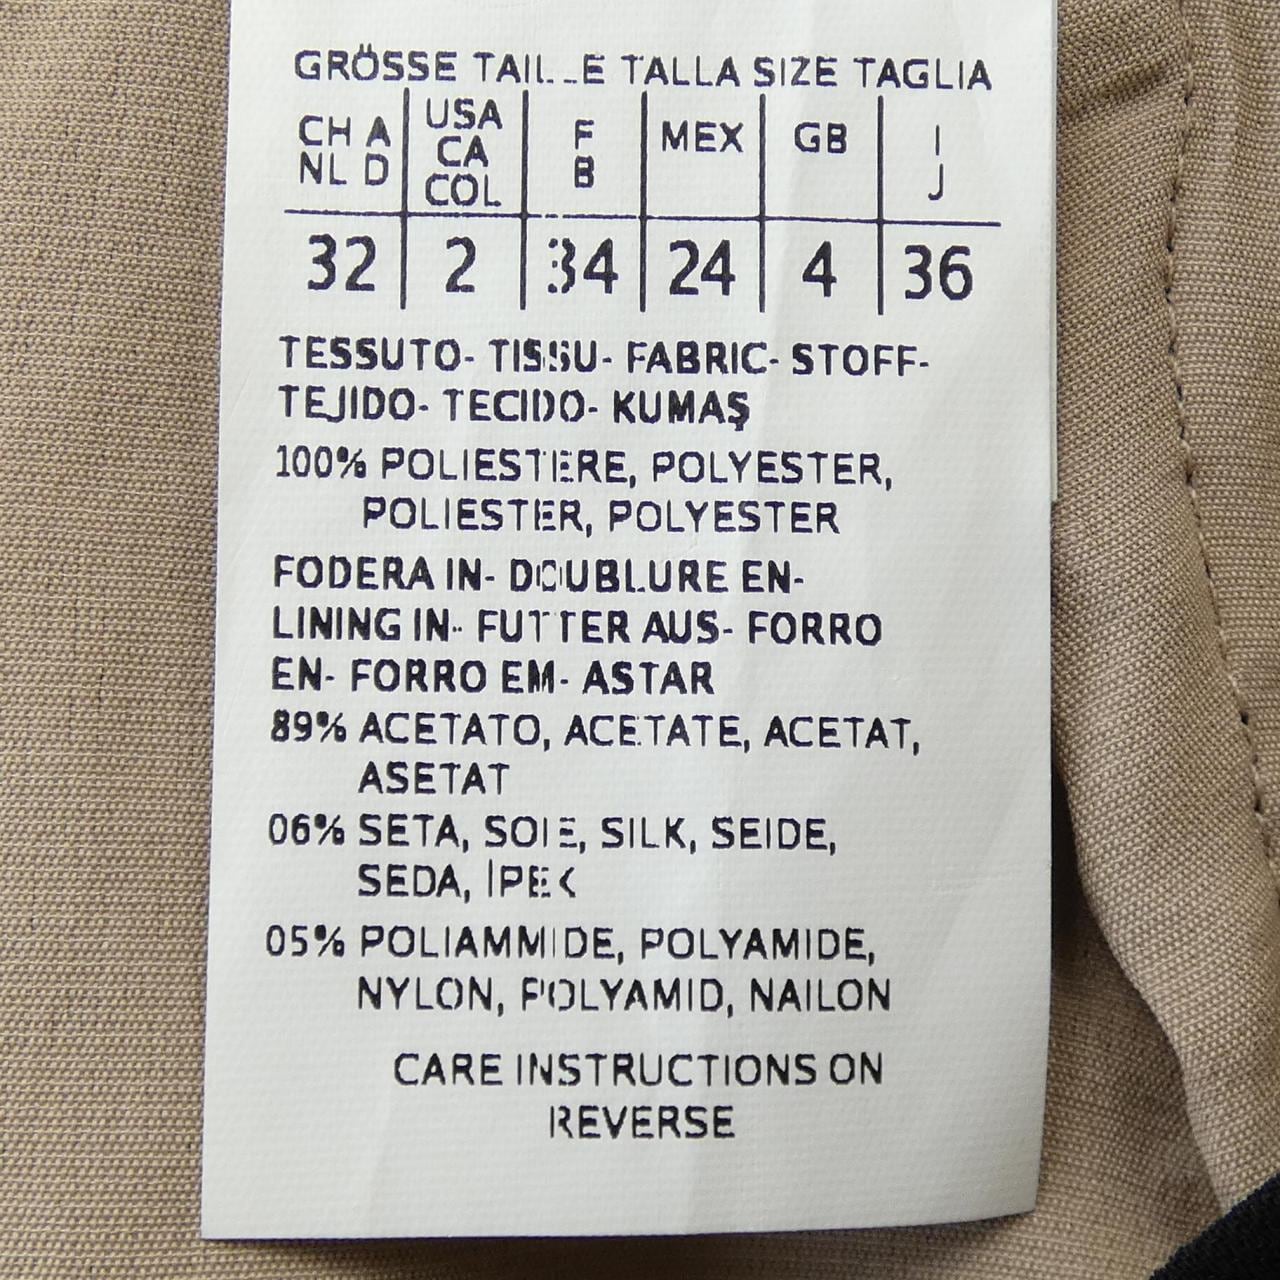 GRÖSSE TAILLE TALLA SIZE TAGLIA
CH A NL D | USA CA COL | F B | MEX | GB | I J
32 | 2 | 34 | 24 | 4 | 36
TESSUTO- TISSU- FABRIC- STOFF-
TEJIDO- TECIDO- KUMAŞ
100% POLIESTERE, POLYESTER,
POLIESTER, POLYESTER
FODERA IN- DOUBLURE EN-
LINING IN- FUTTER AUS- FORRO
EN- FORRO EM- ASTAR
89% ACETATO, ACETATE, ACETAT,
ASETAT
06% SETA, SOIE, SILK, SEIDE,
SEDA, İPEK
05% POLIAMMIDE, POLYAMIDE,
NYLON, POLYAMID, NAILON
CARE INSTRUCTIONS ON
REVERSE